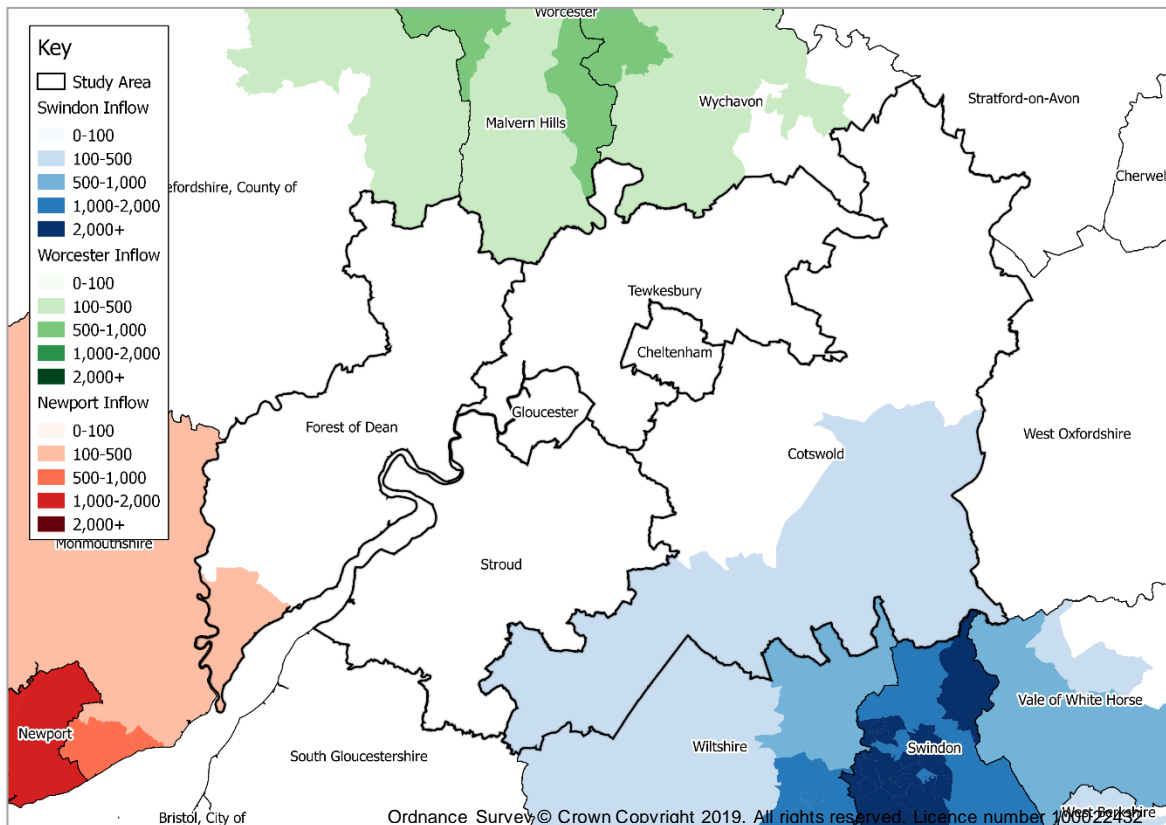 Key
Study Area
Swindon Inflow
0-100
100-500
500-1,000
1,000-2,000
2,000+
Worcester Inflow
0-100
100-500
500-1,000
1,000-2,000
2,000+
Newport Inflow
0-100
100-500
500-1,000
1,000-2,000
2,000+
Worcester
Wychavon
Stratford-on-Avon
Malvern Hills
Cherwel
efordshire, County of
Tewkesbury
Cheltenham
Gloucester
Forest of Dean
West Oxfordshire
Cotswold
Monmouthshire
Stroud
Vale of White Horse
Newport
Wiltshire
Swindon
South Gloucestershire
West Berkshire
Bristol, City of
Ordnance Survey © Crown Copyright 2019. All rights reserved. Licence number 100022432